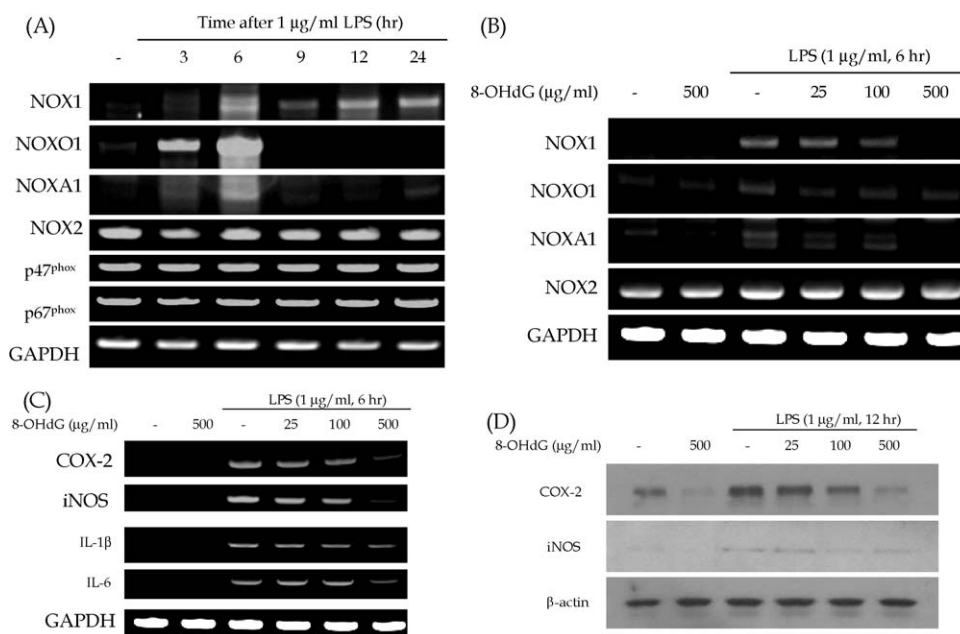 (A)
Time after 1 µg/ml LPS (hr)
- 3 6 9 12 24
NOX1
NOXO1
NOXA1
NOX2
p47phox
p67phox
GAPDH
(B)
LPS (1 µg/ml, 6 hr)
8-OHdG (µg/ml) - 500 - 25 100 500
NOX1
NOXO1
NOXA1
NOX2
GAPDH
(C)
LPS (1 µg/ml, 6 hr)
8-OHdG (µg/ml) - 500 - 25 100 500
COX-2
iNOS
IL-1β
IL-6
GAPDH
(D)
LPS (1 µg/ml, 12 hr)
8-OHdG (µg/ml) - 500 - 25 100 500
COX-2
iNOS
β-actin